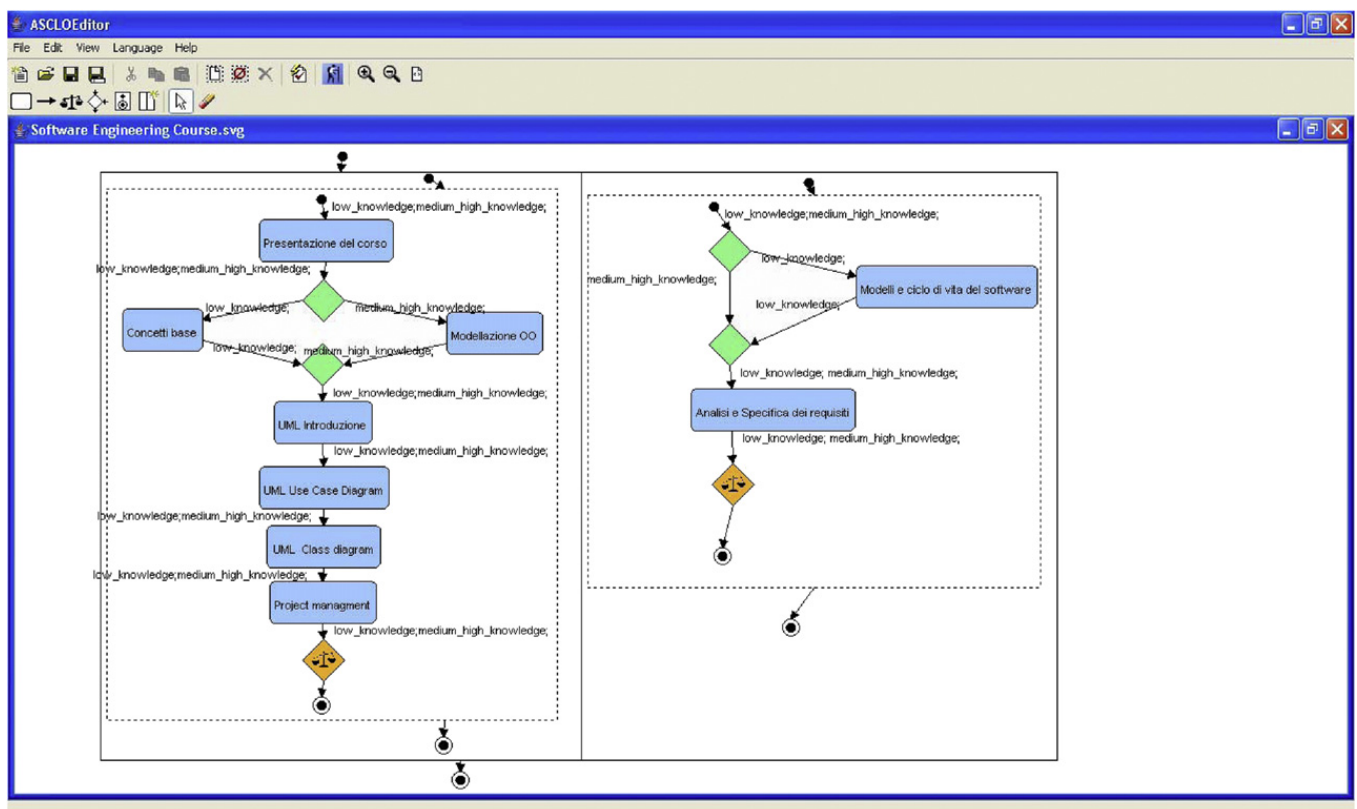 ASCLOEditor
File Edit View Language Help
Software Engineering Course.svg
low_knowledge;medium_high_knowledge;
Presentazione del corso
low_knowledge;medium_high_knowledge;
low_knowledge;
medium_high_knowledge;
Concetti base
Modellazione OO
low_knowledge;
medium_high_knowledge;
low_knowledge;medium_high_knowledge;
UML Introduzione
low_knowledge;medium_high_knowledge;
UML Use Case Diagram
low_knowledge;medium_high_knowledge;
UML Class diagram
low_knowledge;medium_high_knowledge;
Project managment
low_knowledge;medium_high_knowledge;
low_knowledge;medium_high_knowledge;
low_knowledge;
medium_high_knowledge;
Modelli e ciclo di vita del software
low_knowledge;
low_knowledge; medium_high_knowledge;
Analisi e Specifica dei requisiti
low_knowledge; medium_high_knowledge;